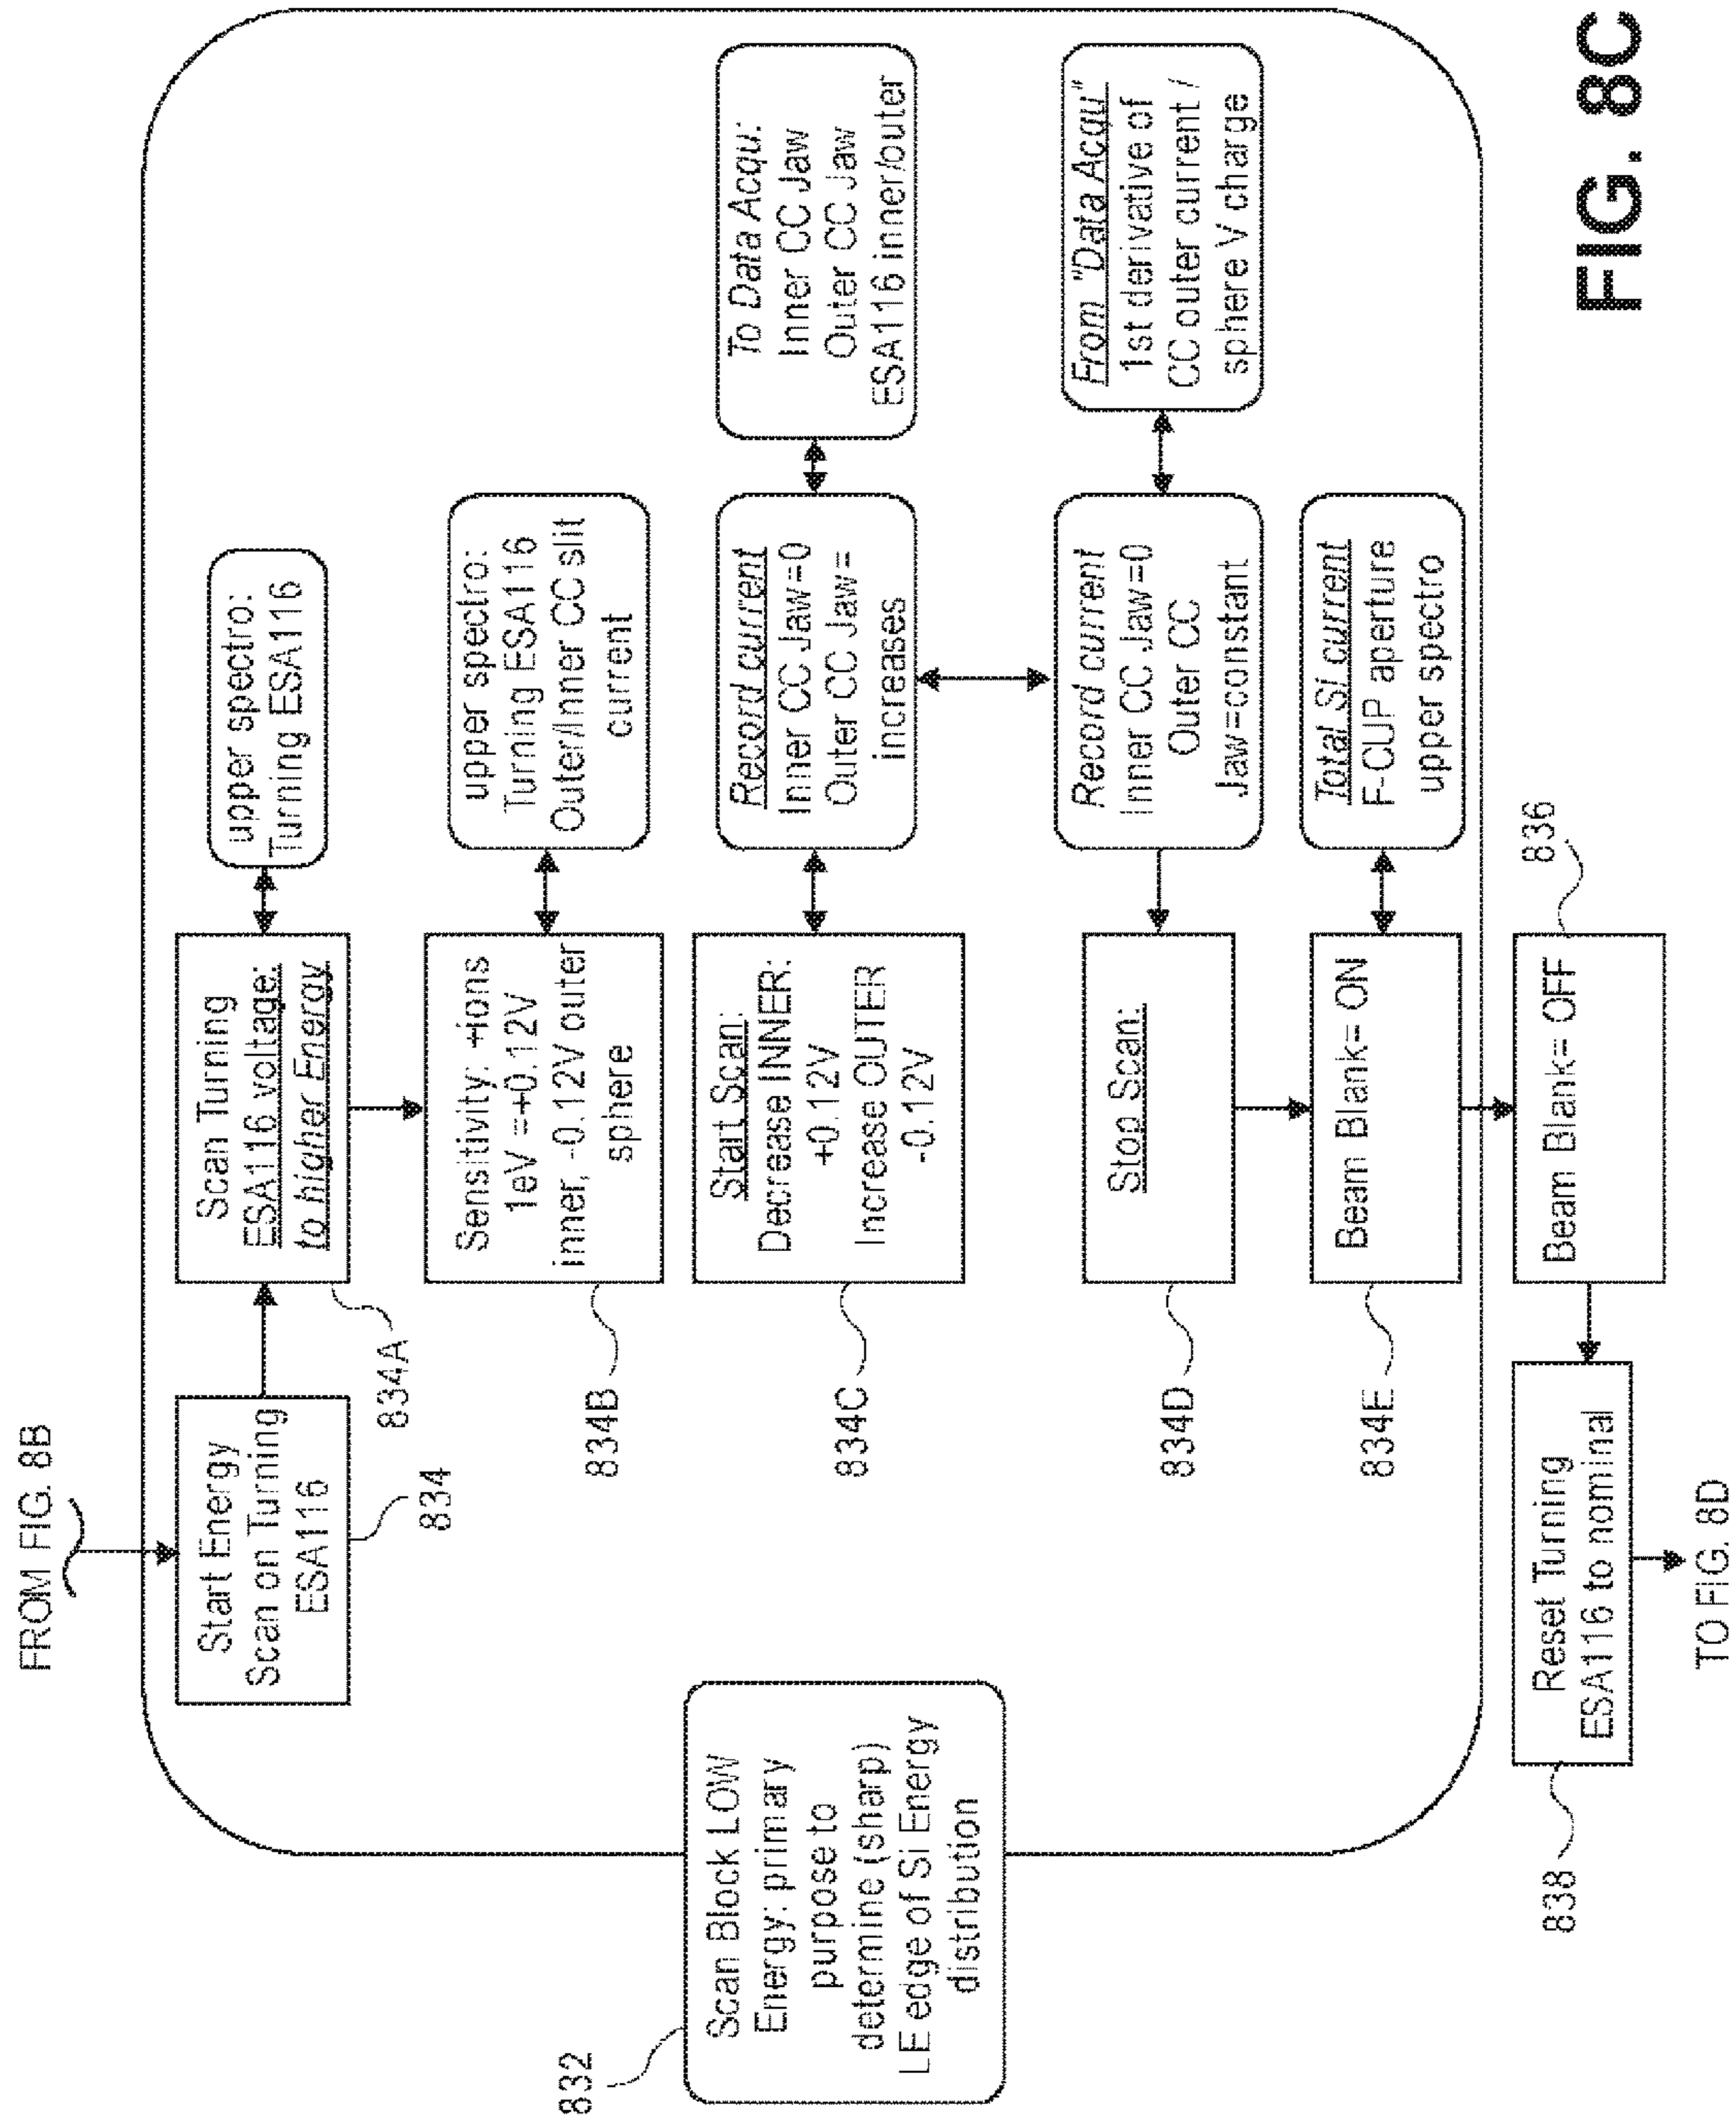 FROM FIG. 8B
Start Energy
Scan on Turning
ESA116
834
Scan Turning
ESA116 voltage:
to higher Energy
834A
upper spectro:
Turning ESA116
Sensitivity: +ions
1eV =+0.12V
inner, -0.12V outer
sphere
834B
upper spectro:
Turning ESA116
Outer/Inner CC slit
current
832
Scan Block LOW
Energy: primary
purpose to
determine (sharp)
LE edge of Si Energy
distribution
Start Scan:
Decrease INNER:
+0.12V
Increase OUTER
-0.12V
834C
Record current
Inner CC Jaw=0
Outer CC Jaw=
increases
To Data Acqu:
Inner CC Jaw
Outer CC Jaw
ESA116 inner/outer
Stop Scan:
834D
Record current
Inner CC Jaw=0
Outer CC
Jaw=constant
From "Data Acqu"
1st derivative of
CC outer current /
sphere V charge
Beam Blank= ON
834E
Total SI current
F-CUP aperture
upper spectro
Beam Blank= OFF
836
Reset Turning
ESA116 to nominal
838
TO FIG. 8D
FIG. 8C